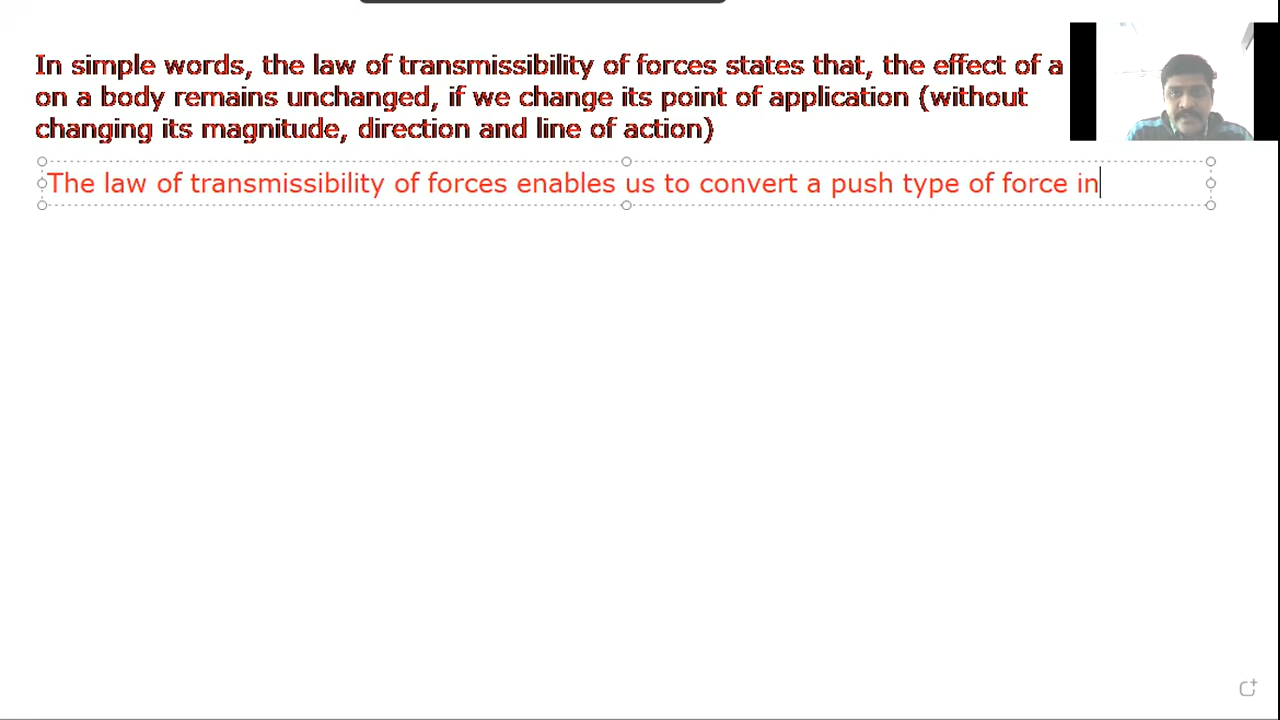 In simple words, the law of transmissibility of forces states that, the effect of a
on a body remains unchanged, if we change its point of application (without
changing its magnitude, direction and line of action)
The law of transmissibility of forces enables us to convert a push type of force in